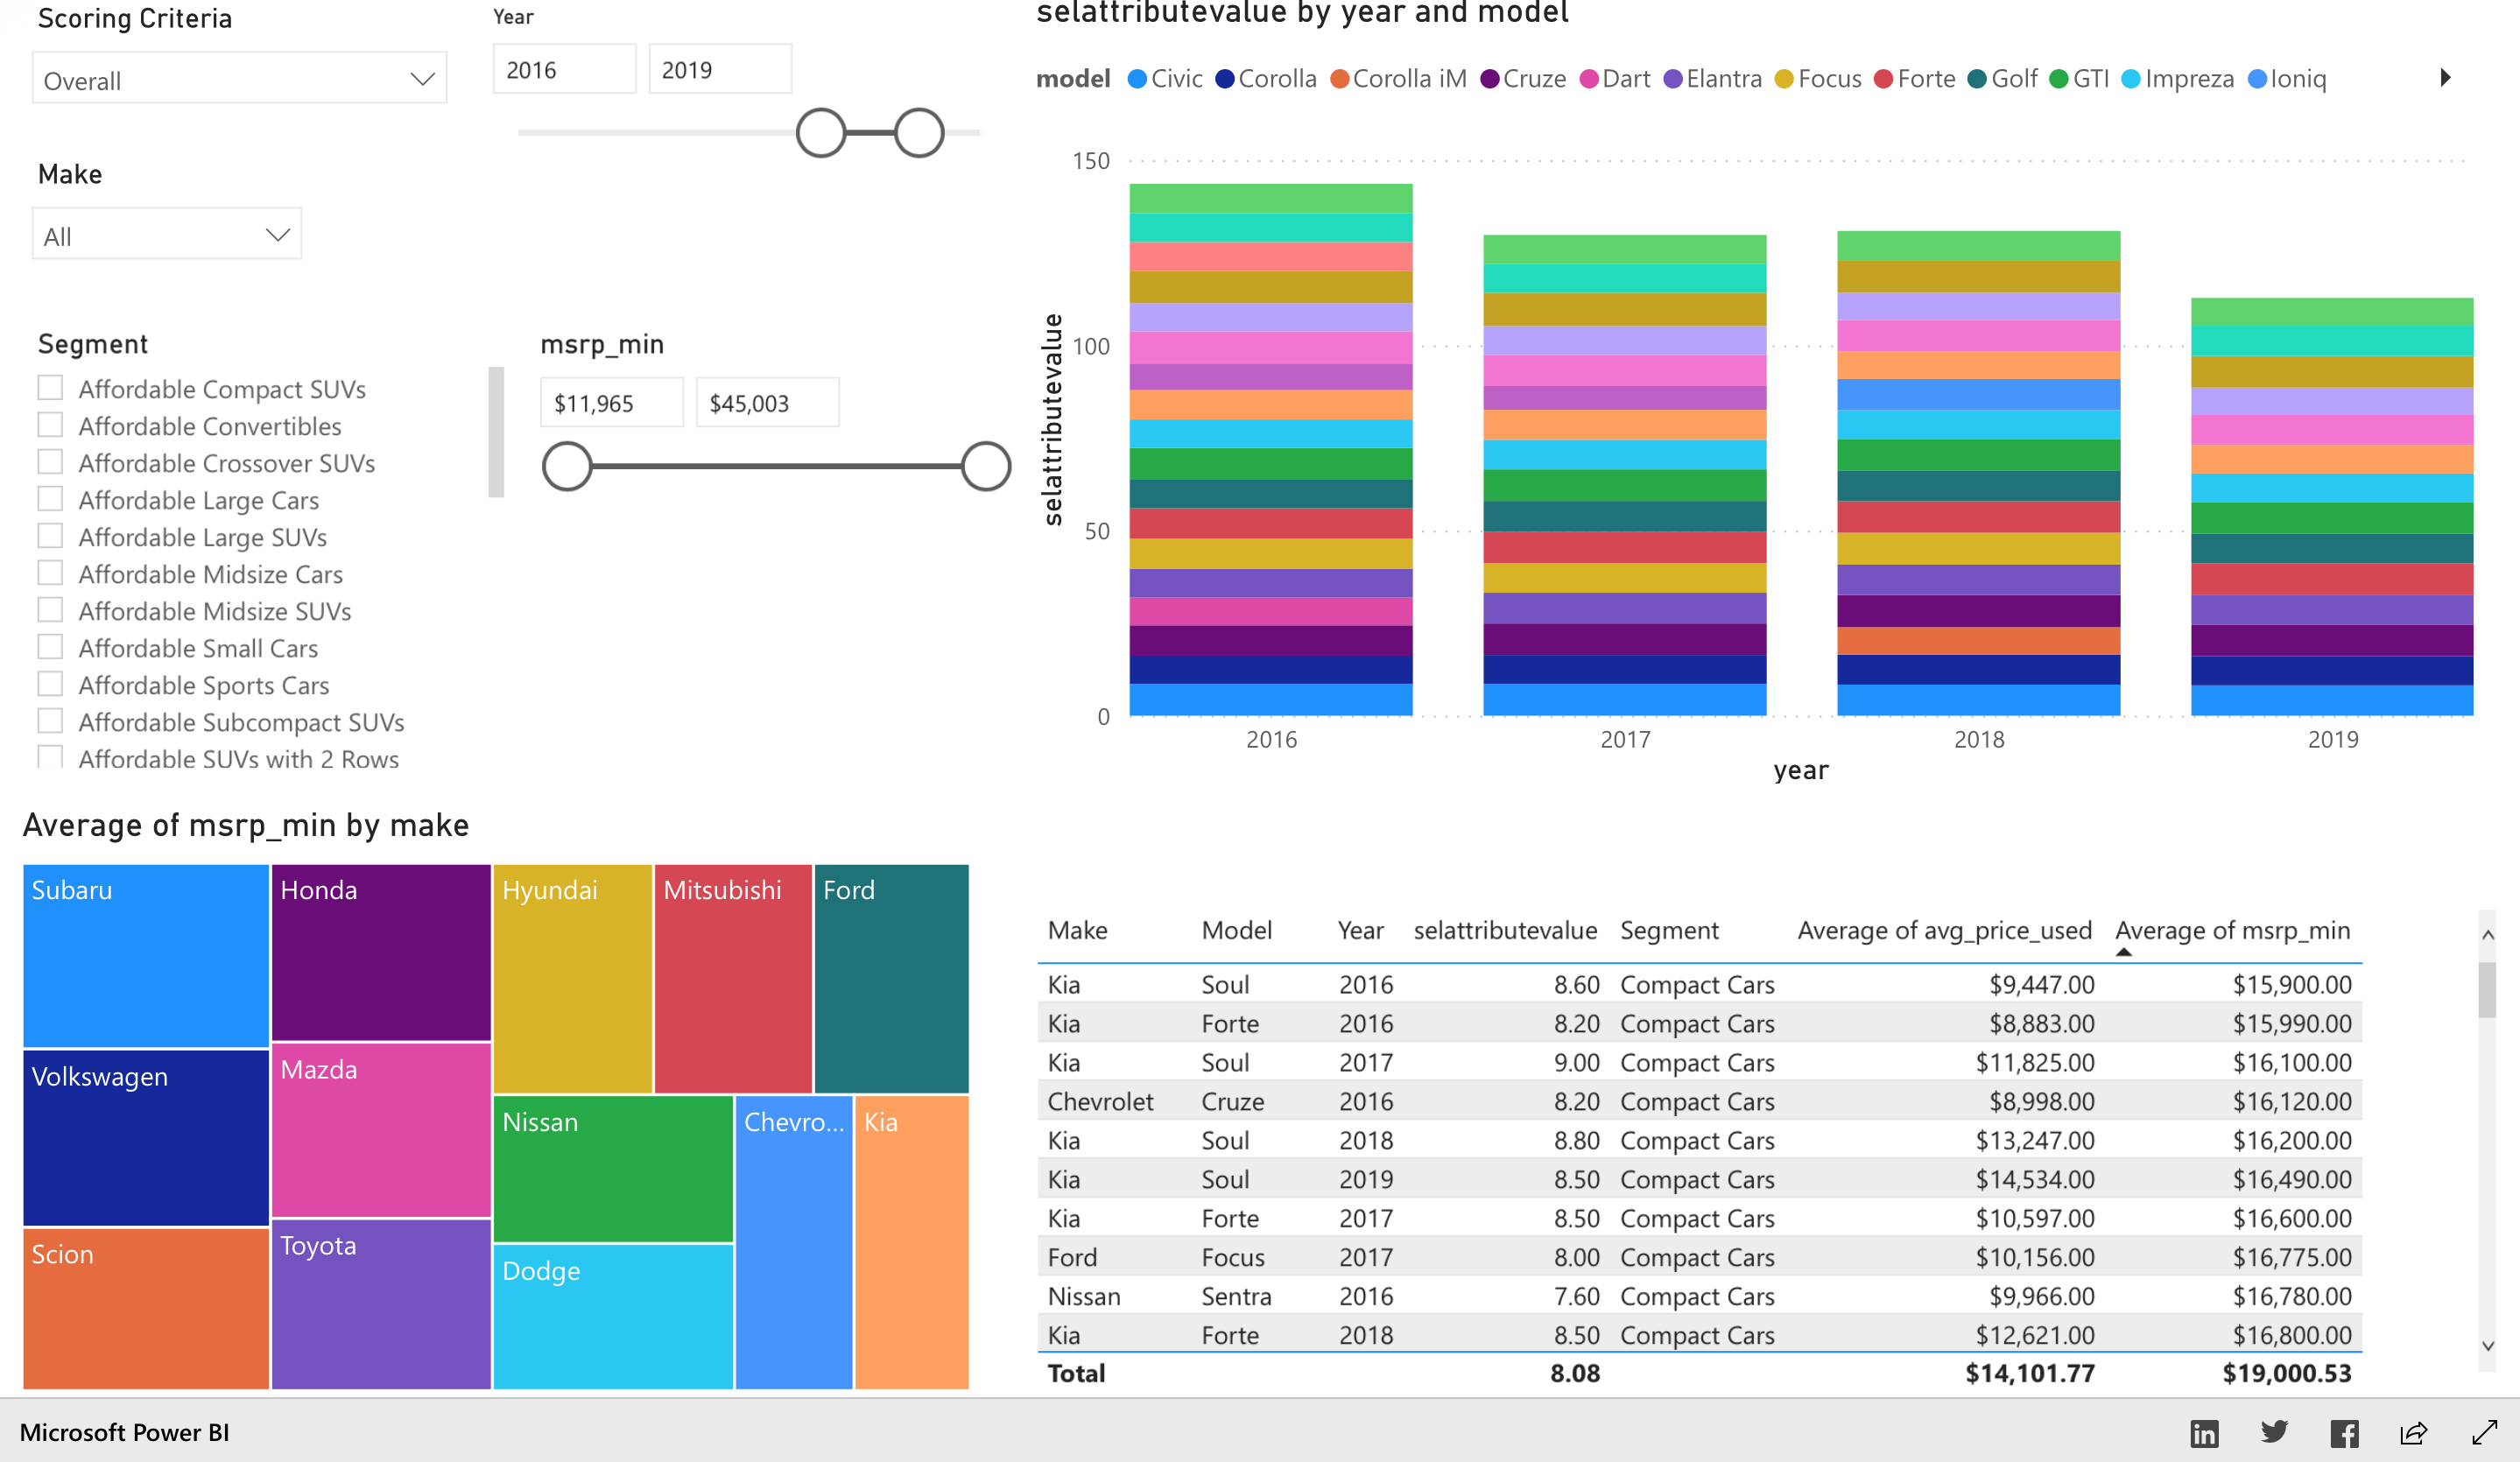 Scoring Criteria
Overall
Year
2016 2019
Make
All
Segment
Affordable Compact SUVs
Affordable Convertibles
Affordable Crossover SUVs
Affordable Large Cars
Affordable Large SUVs
Affordable Midsize Cars
Affordable Midsize SUVs
Affordable Small Cars
Affordable Sports Cars
Affordable Subcompact SUVs
Affordable SUVs with 2 Rows
msrp_min
$11,965 $45,003
selattributevalue by year and model
model Civic Corolla Corolla iM Cruze Dart Elantra Focus Forte Golf GTI Impreza Ioniq
selattributevalue
150
100
50
0
2016 2017 2018 2019
year
Average of msrp_min by make
Subaru
Volkswagen
Scion
Honda
Mazda
Toyota
Hyundai
Mitsubishi
Ford
Nissan
Dodge
Chevro...
Kia
Make Model Year selattributevalue Segment Average of avg_price_used Average of msrp_min
Kia Soul 2016 8.60 Compact Cars $9,447.00 $15,900.00
Kia Forte 2016 8.20 Compact Cars $8,883.00 $15,990.00
Kia Soul 2017 9.00 Compact Cars $11,825.00 $16,100.00
Chevrolet Cruze 2016 8.20 Compact Cars $8,998.00 $16,120.00
Kia Soul 2018 8.80 Compact Cars $13,247.00 $16,200.00
Kia Soul 2019 8.50 Compact Cars $14,534.00 $16,490.00
Kia Forte 2017 8.50 Compact Cars $10,597.00 $16,600.00
Ford Focus 2017 8.00 Compact Cars $10,156.00 $16,775.00
Nissan Sentra 2016 7.60 Compact Cars $9,966.00 $16,780.00
Kia Forte 2018 8.50 Compact Cars $12,621.00 $16,800.00
Total 8.08 $14,101.77 $19,000.53
Microsoft Power BI